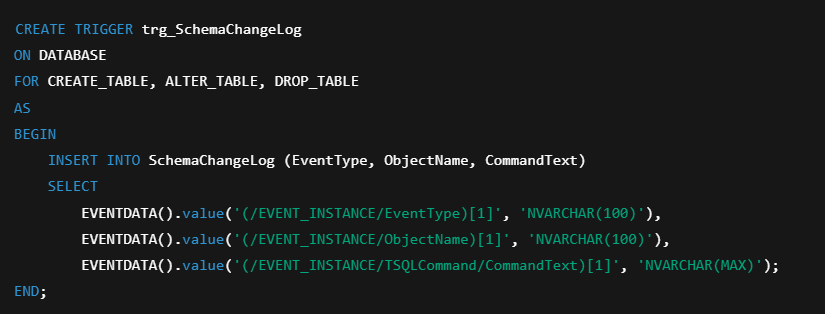 CREATE TRIGGER trg_SchemaChangeLog
ON DATABASE
FOR CREATE_TABLE, ALTER_TABLE, DROP_TABLE
AS
BEGIN
    INSERT INTO SchemaChangeLog (EventType, ObjectName, CommandText)
    SELECT
        EVENTDATA().value('(/EVENT_INSTANCE/EventType)[1]', 'NVARCHAR(100)'),
        EVENTDATA().value('(/EVENT_INSTANCE/ObjectName)[1]', 'NVARCHAR(100)'),
        EVENTDATA().value('(/EVENT_INSTANCE/TSQLCommand/CommandText)[1]', 'NVARCHAR(MAX)');
END;